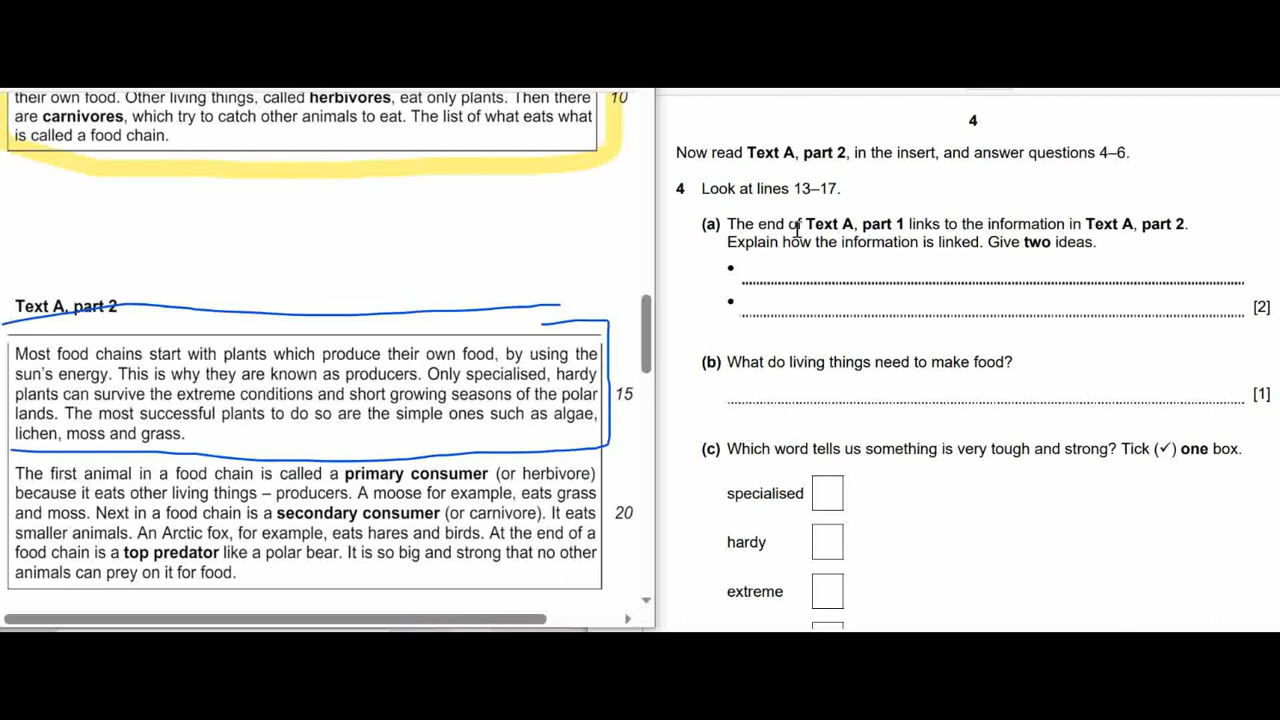 their own food. Other living things, called herbivores, eat only plants. Then there 10
are carnivores, which try to catch other animals to eat. The list of what eats what
is called a food chain.
Text A, part 2
Most food chains start with plants which produce their own food, by using the
sun's energy. This is why they are known as producers. Only specialised, hardy
plants can survive the extreme conditions and short growing seasons of the polar 15
lands. The most successful plants to do so are the simple ones such as algae,
lichen, moss and grass.
The first animal in a food chain is called a primary consumer (or herbivore)
because it eats other living things – producers. A moose for example, eats grass
and moss. Next in a food chain is a secondary consumer (or carnivore). It eats 20
smaller animals. An Arctic fox, for example, eats hares and birds. At the end of a
food chain is a top predator like a polar bear. It is so big and strong that no other
animals can prey on it for food.
4
Now read Text A, part 2, in the insert, and answer questions 4–6.
4 Look at lines 13–17.
(a) The end of Text A, part 1 links to the information in Text A, part 2.
Explain how the information is linked. Give two ideas.
•
• [2]
(b) What do living things need to make food?
[1]
(c) Which word tells us something is very tough and strong? Tick (✓) one box.
specialised
hardy
extreme